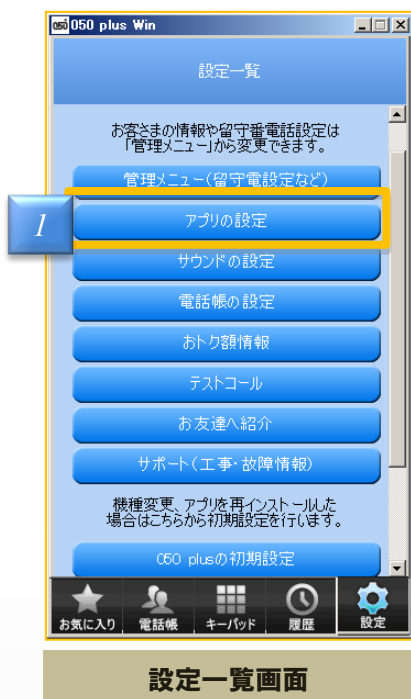 050 050 plus Win
設定一覧
お客さまの情報や留守番電話設定は
「管理メニュー」から変更できます。
管理メニュー(留守電設定など)
1
アプリの設定
サウンドの設定
電話帳の設定
おトク額情報
テストコール
お友達へ紹介
サポート(工事・故障情報)
機種変更、アプリを再インストールした
場合はこちらから初期設定を行います。
050 plusの初期設定
お気に入り 電話帳 キーパッド 履歴 設定
設定一覧画面